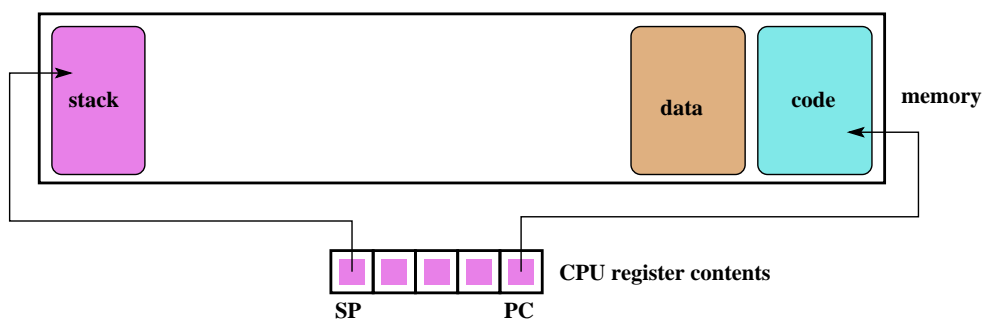 stack
data
code
memory
CPU register contents
SP
PC